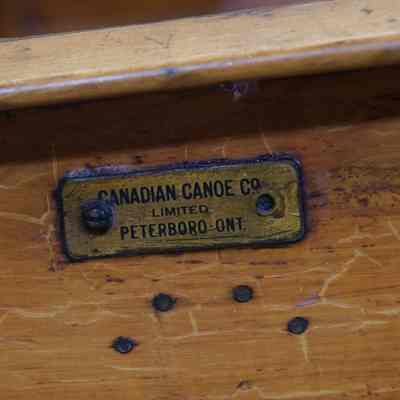 CANADIAN CANOE CO.
LIMITED
PETERBORO-ONT.